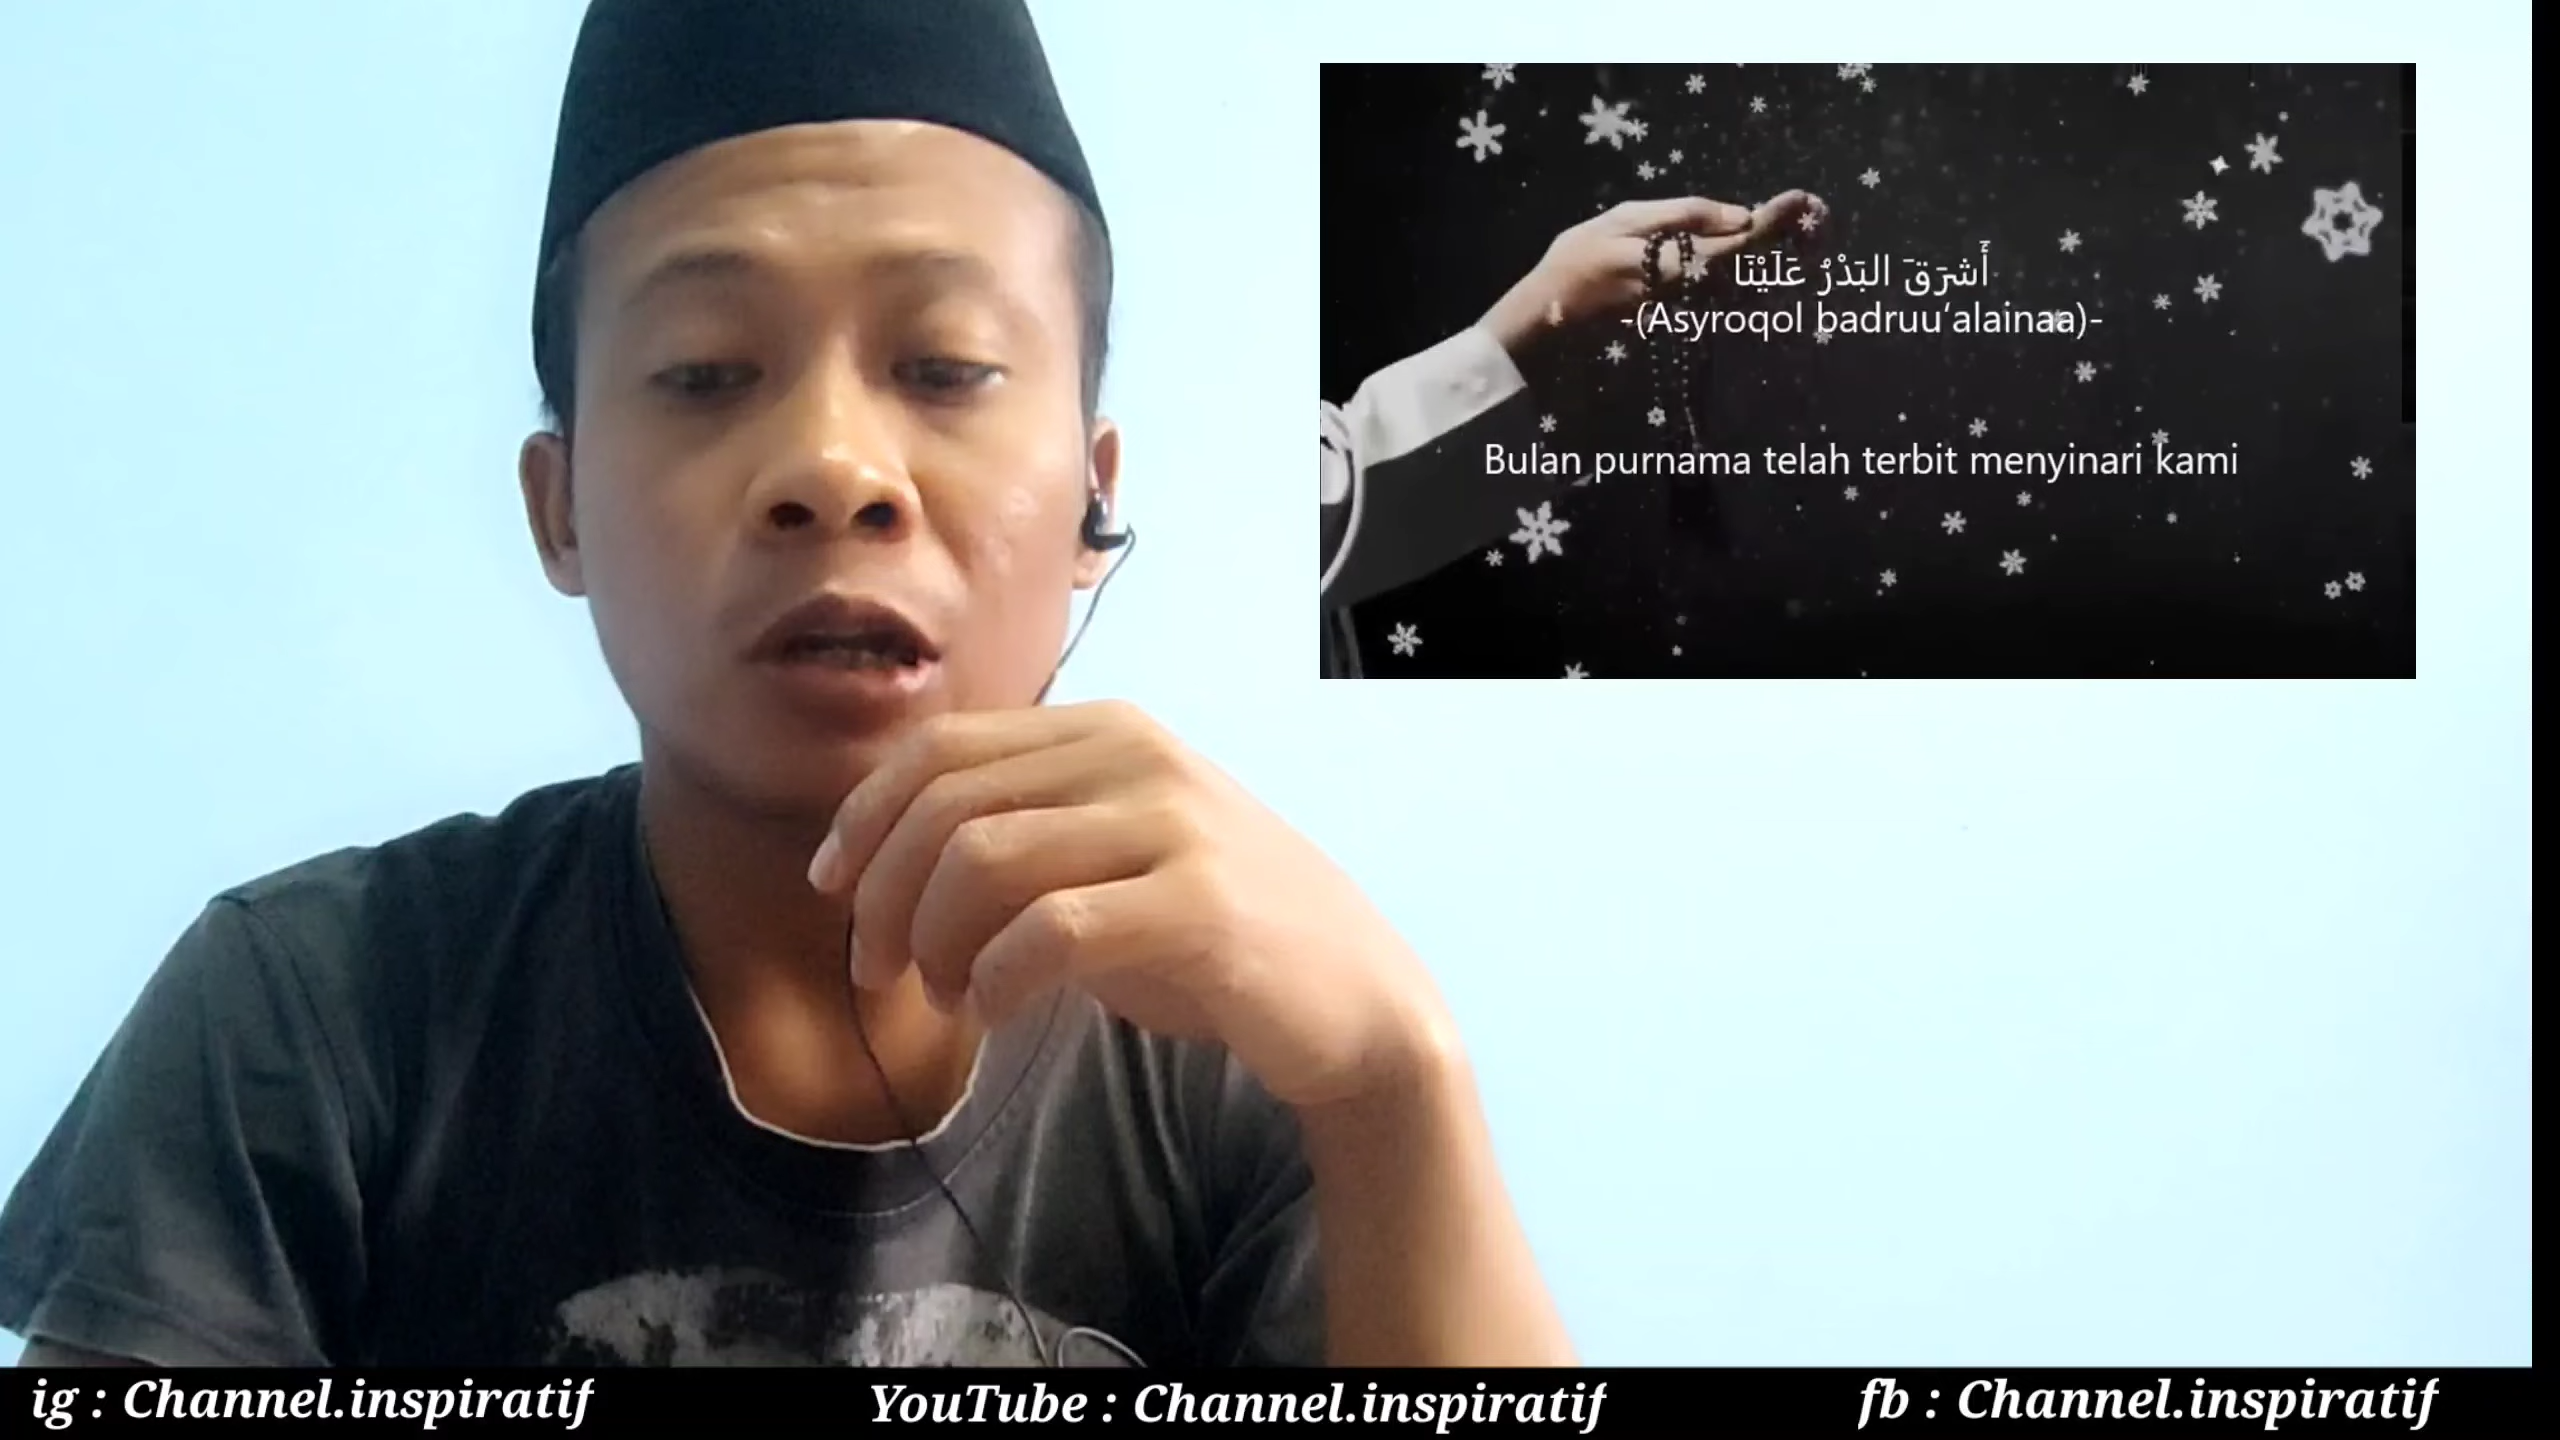 أَشرَقَ البَدْرُ عَلَيْنَا
-(Asyroqol badruu‘alainaa)-
Bulan purnama telah terbit menyinari kami
ig : Channel.inspiratif
YouTube : Channel.inspiratif
fb : Channel.inspiratif